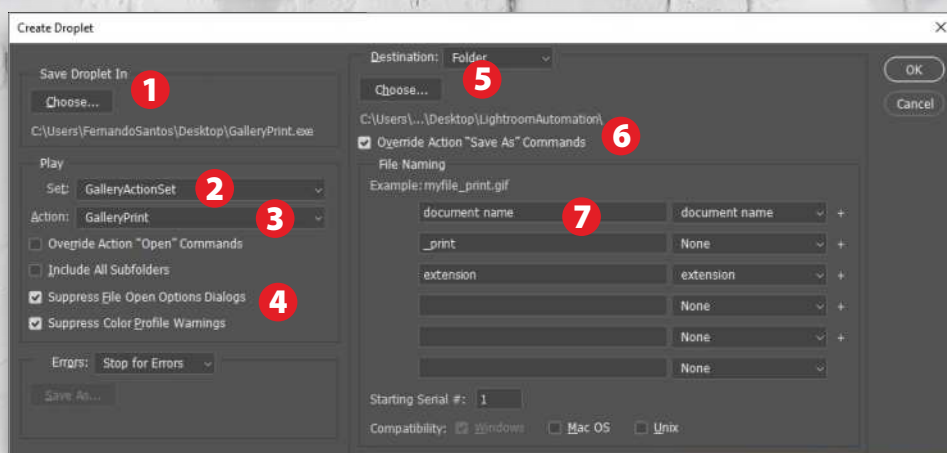 Create Droplet
Save Droplet In
1
Choose...
C:\Users\FernandoSantos\Desktop\GalleryPrint.exe
Play
Set: GalleryActionSet
2
Action: GalleryPrint
3
Override Action "Open" Commands
Include All Subfolders
Suppress File Open Options Dialogs
4
Suppress Color Profile Warnings
Errors: Stop for Errors
Save As...
Destination: Folder
5
Choose...
C:\Users\...\Desktop\LightroomAutomation\
6
Override Action "Save As" Commands
File Naming
Example: myfile_print.gif
document name 7 document name +
_print None +
extension extension +
None +
None +
None
Starting Serial #: 1
Compatibility: Windows Mac OS Unix
OK
Cancel